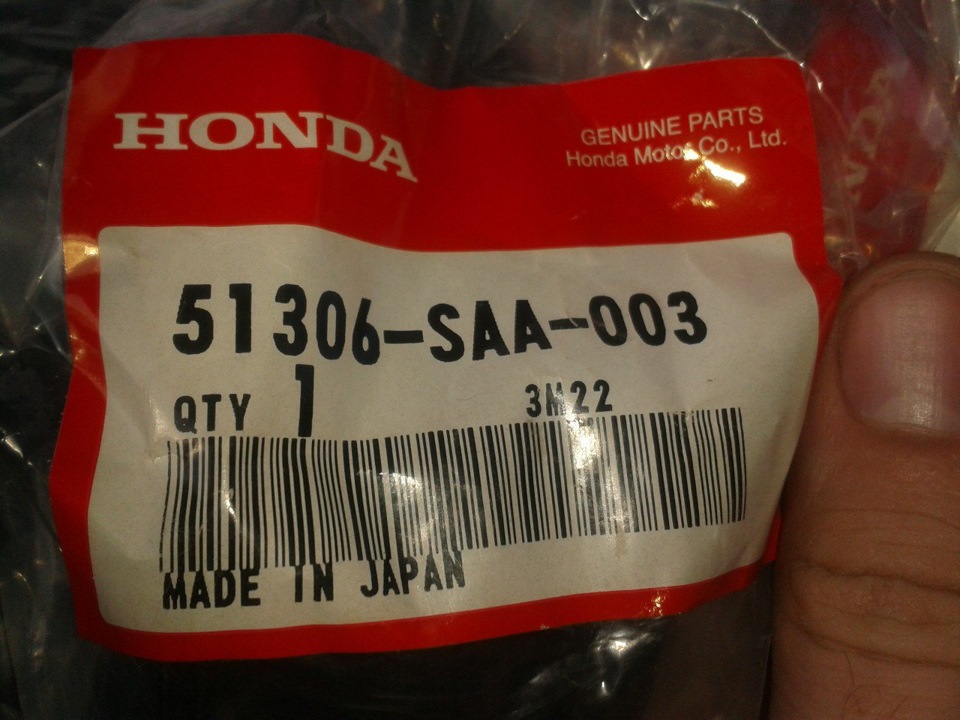 HONDA
GENUINE PARTS
Honda Motor Co., Ltd.
51306-SAA-003
QTY 1 3M22
MADE IN JAPAN